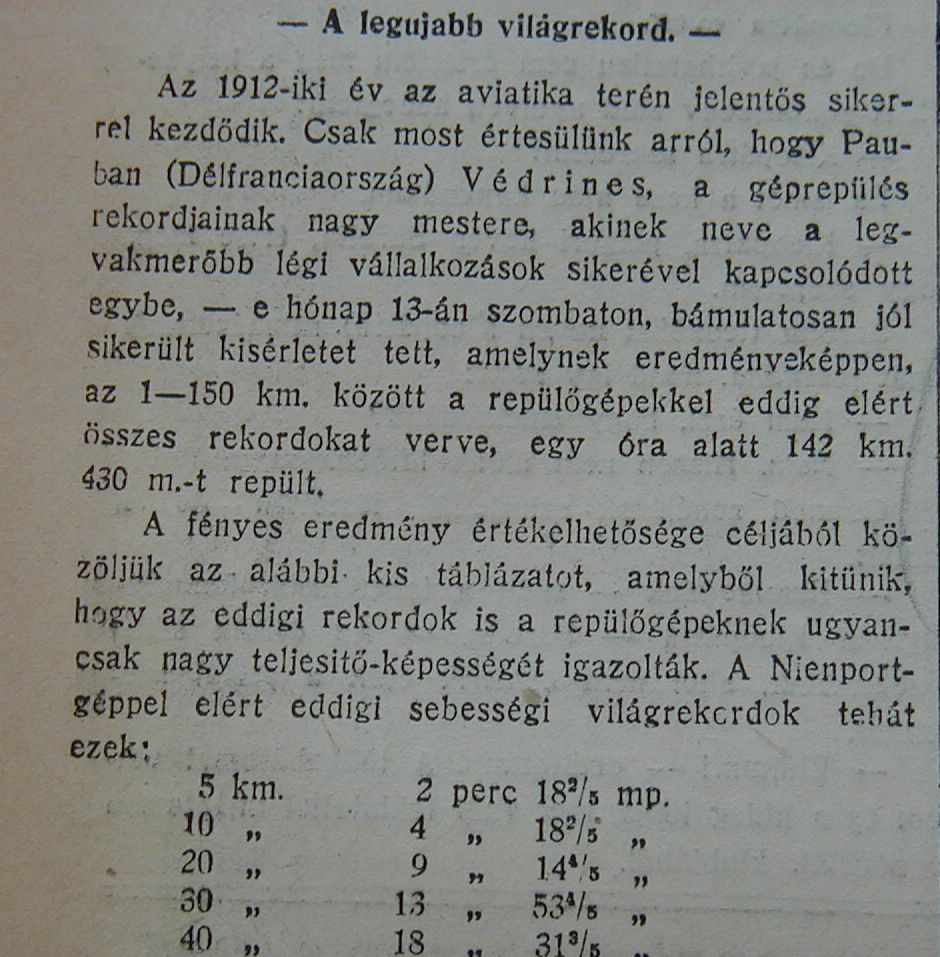 — A legujabb világrekord. —
Az 1912-iki év az aviatika terén jelentős siker-
rel kezdődik. Csak most értesülünk arról, hogy Pau-
ban (Délfranciaország) Védrines, a géprepülés
rekordjainak nagy mestere, akinek neve a leg-
vakmerőbb légi vállalkozások sikerével kapcsolódott
egybe, — e hónap 13-án szombaton, bámulatosan jól
sikerült kisérletet tett, amelynek eredményeképpen,
az 1—150 km. között a repülőgépekkel eddig elért
összes rekordokat verve, egy óra alatt 142 km.
430 m.-t repült.
A fényes eredmény értékelhetősége céljából kö-
zöljük az alábbi kis táblázatot, amelyből kitünik,
hogy az eddigi rekordok is a repülőgépeknek ugyan-
csak nagy teljesitő-képességét igazolták. A Nienport-
géppel elért eddigi sebességi világrekordok tehát
ezek:
5 km. 2 perc 18²/₅ mp.
10 „ 4 „ 18²/₅ „
20 „ 9 „ 14⁴/₅ „
30 „ 13 „ 53⁴/₅ „
40 „ 18 „ 31³/₅ „